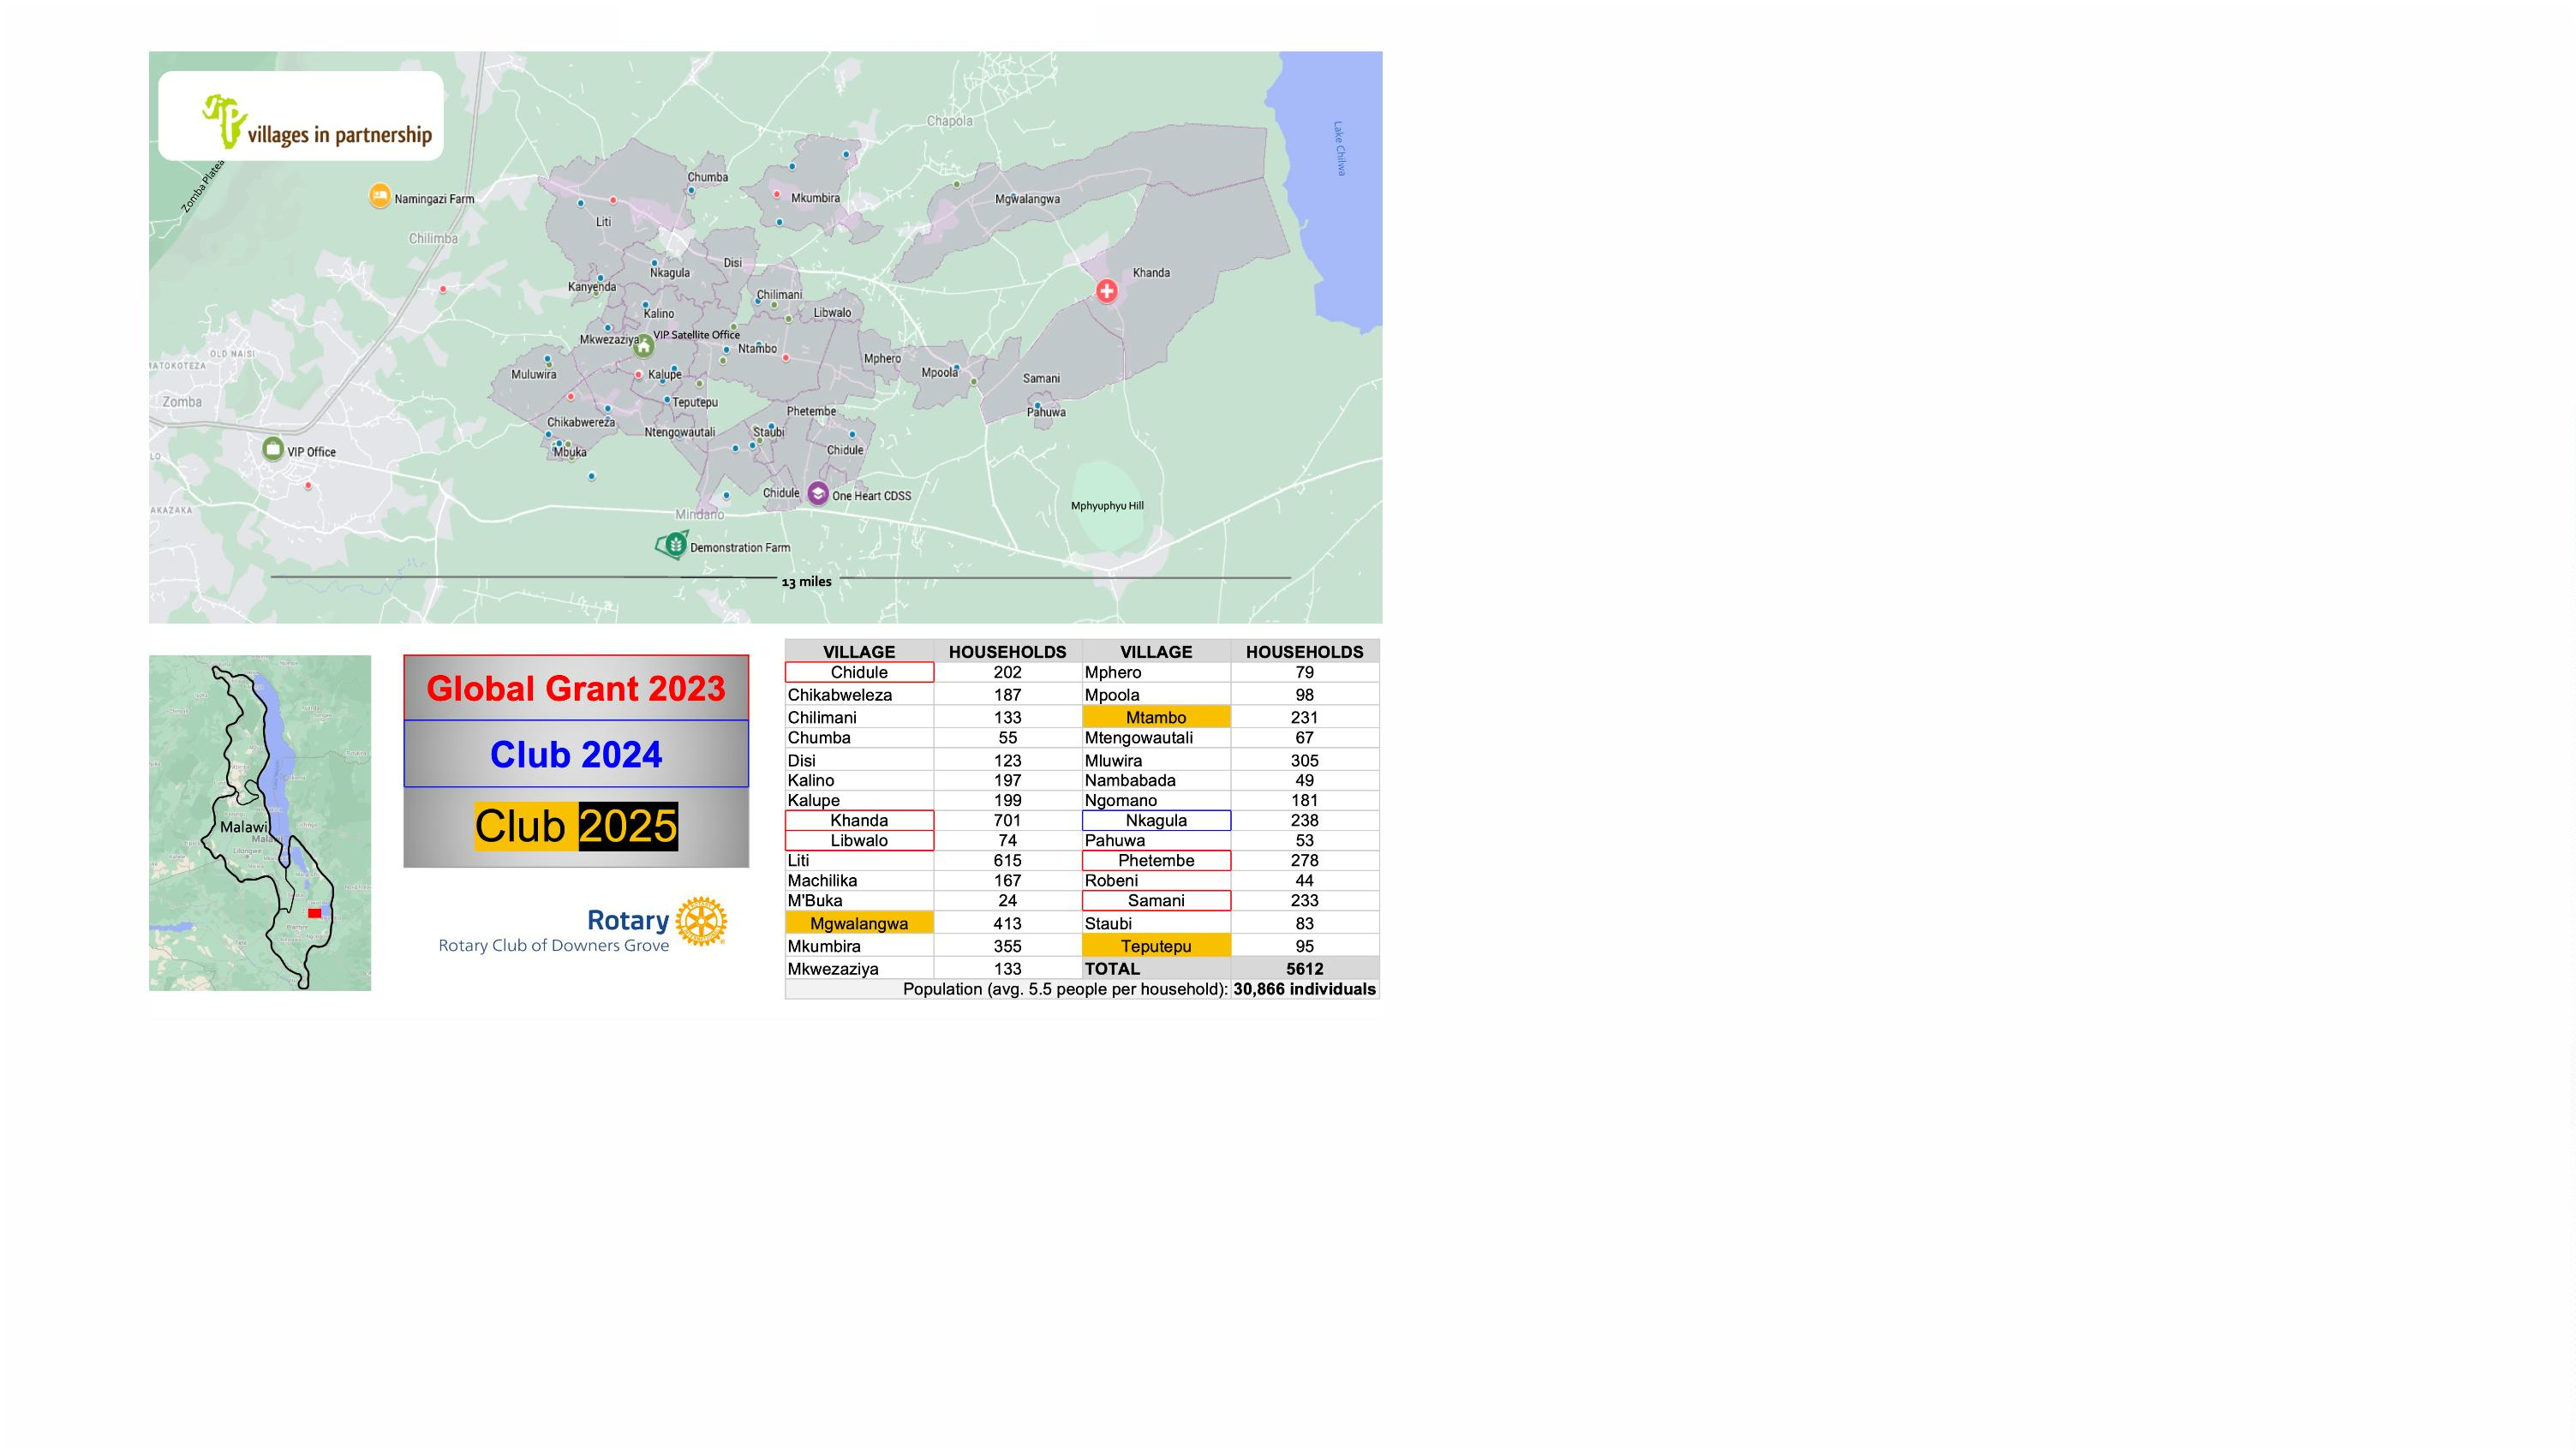 villages in partnership
Zomba Platea
Namingazi Farm
Chilimba
Chapola
Lake Chilwa
Chumba
Mkumbira
Mgwalangwa
Liti
Disi
Nkagula
Khanda
Kanyenda
Chilimani
Kalino
Libwalo
VIP Satellite Office
Mkwezaziya
Ntambo
OLD NAISI
Mphero
MATOKOTEZA
Muluwira
Kalupe
Mpoola
Samani
Zomba
Teputepu
Phetembe
Pahuwa
Chikabwereza
Ntengowautali
Staubi
Chidule
VIP Office
Mbuka
Chidule
One Heart CDSS
Mphyuphyu Hill
AKAZAKA
Mindano
Demonstration Farm
13 miles
Malawi
Global Grant 2023
Club 2024
Club 2025
Rotary
Rotary Club of Downers Grove
VILLAGE HOUSEHOLDS VILLAGE HOUSEHOLDS
Chidule 202 Mphero 79
Chikabweleza 187 Mpoola 98
Chilimani 133 Mtambo 231
Chumba 55 Mtengowautali 67
Disi 123 Mluwira 305
Kalino 197 Nambabada 49
Kalupe 199 Ngomano 181
Khanda 701 Nkagula 238
Libwalo 74 Pahuwa 53
Liti 615 Phetembe 278
Machilika 167 Robeni 44
M'Buka 24 Samani 233
Mgwalangwa 413 Staubi 83
Mkumbira 355 Teputepu 95
Mkwezaziya 133 TOTAL 5612
Population (avg. 5.5 people per household): 30,866 individuals